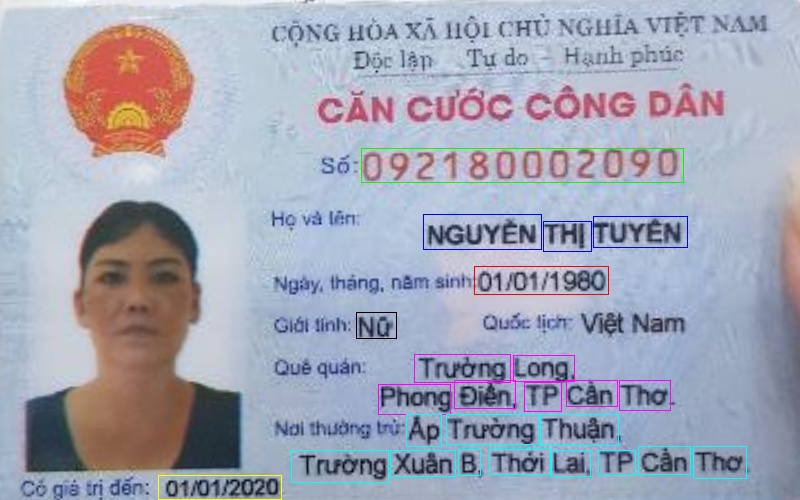 CỘNG HÒA XÃ HỘI CHỦ NGHĨA VIỆT NAM
Độc lập Tự do - Hạnh phúc
CĂN CƯỚC CÔNG DÂN
Số: 092180002090
Họ và tên: NGUYỄN THỊ TUYÊN
Ngày, tháng, năm sinh: 01/01/1980
Giới tính: Nữ Quốc tịch: Việt Nam
Quê quán: Trường Long,
Phong Điền, TP Cần Thơ.
Nơi thường trú: Ấp Trường Thuận,
Trường Xuân B, Thới Lai, TP Cần Thơ
Có giá trị đến: 01/01/2020